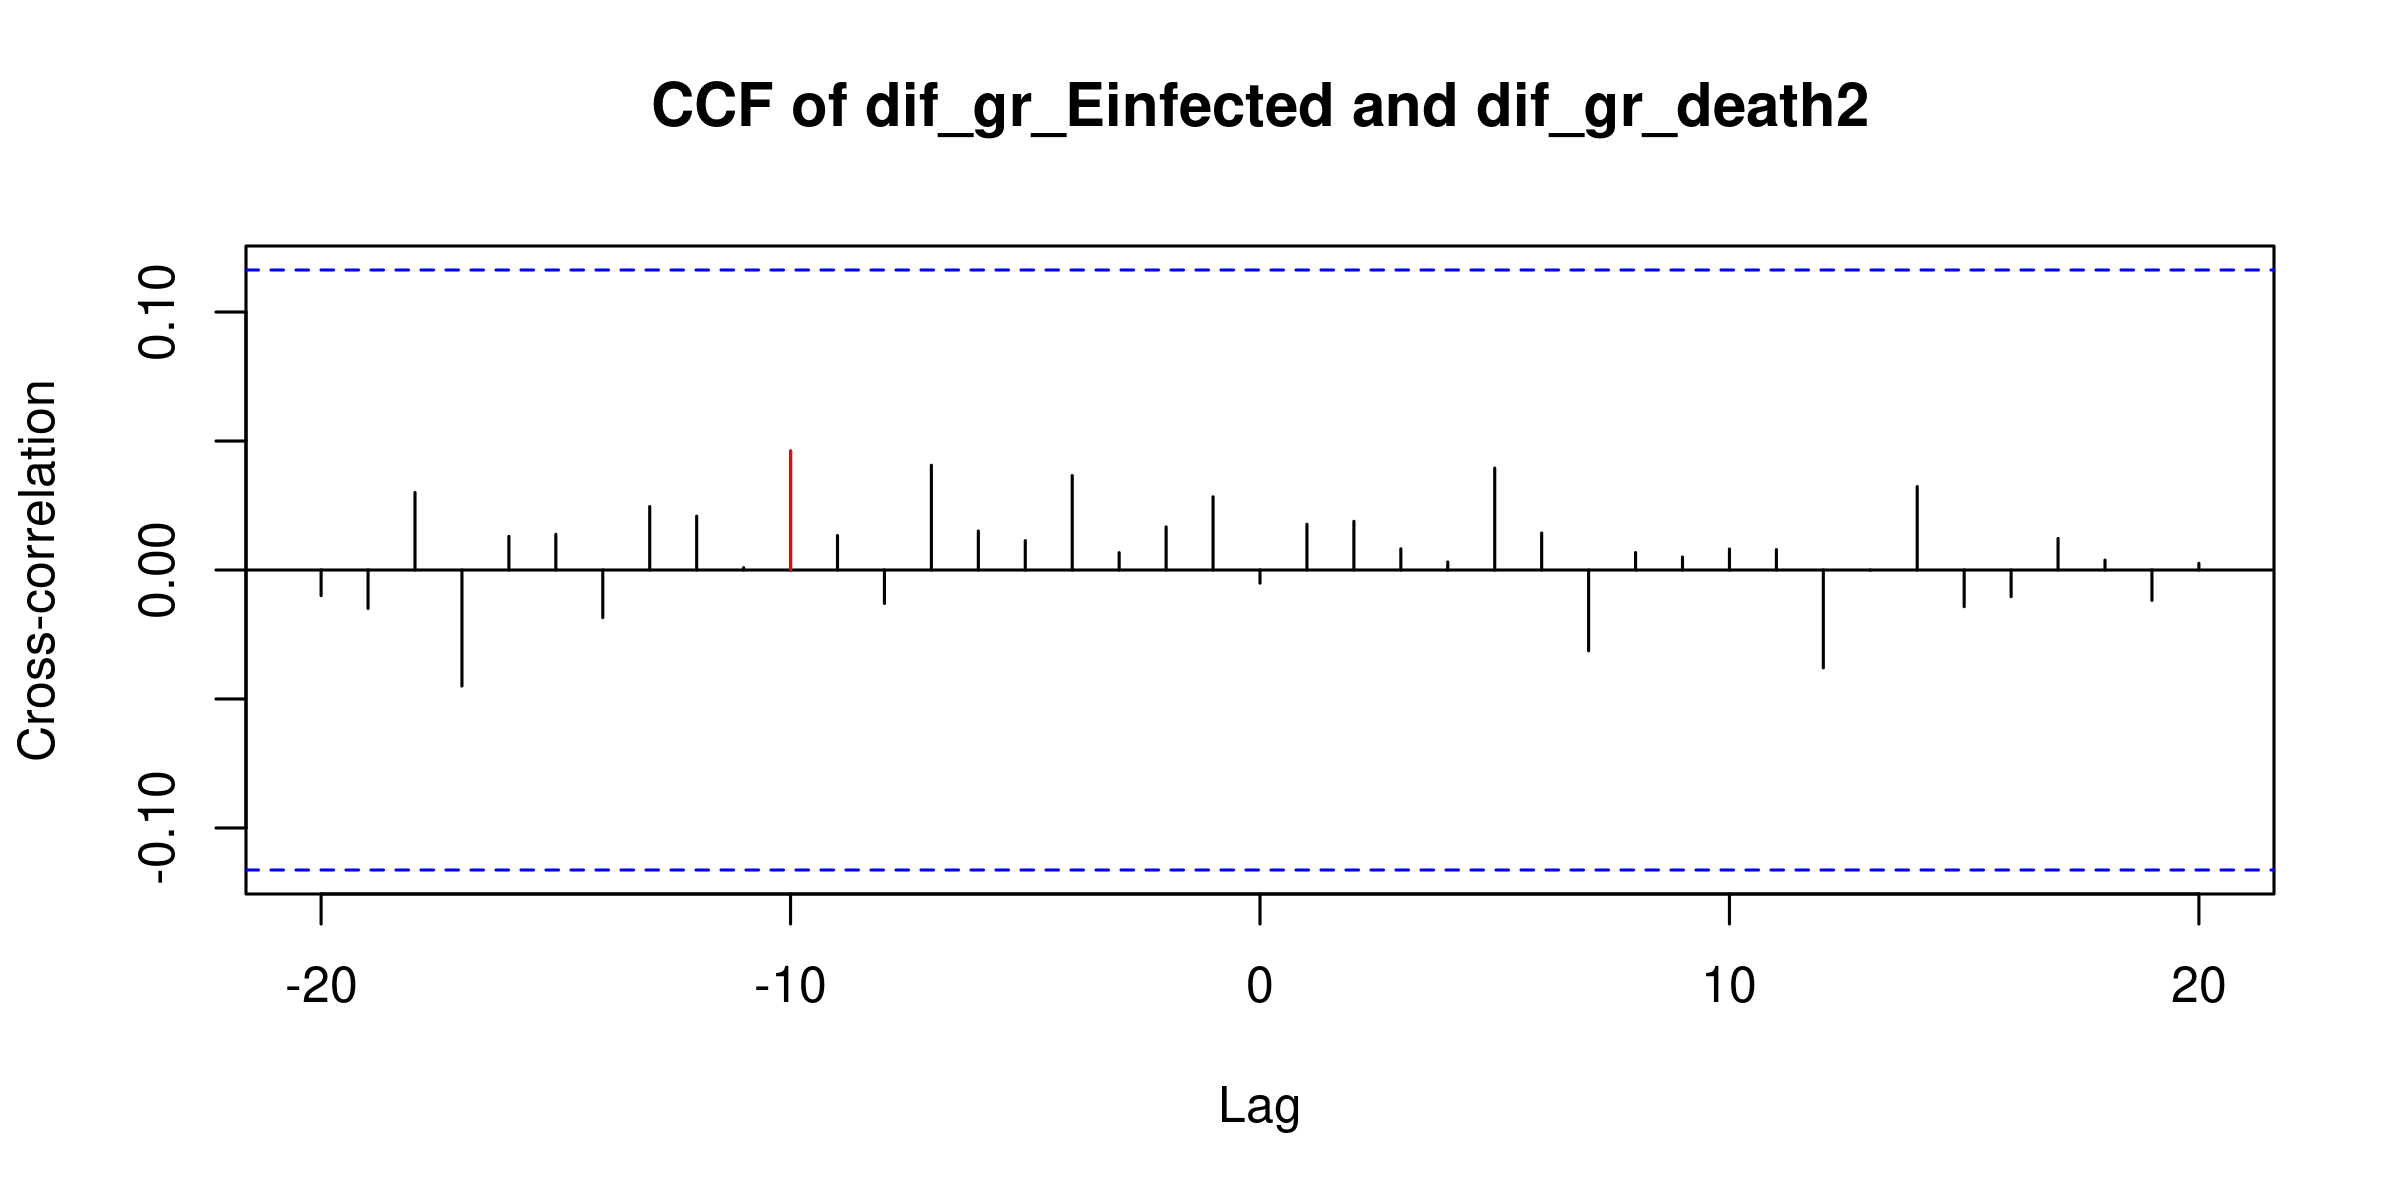 CCF of dif_gr_Einfected and dif_gr_death2
Cross-correlation
0.10
0.00
-0.10
-20 -10 0 10 20
Lag